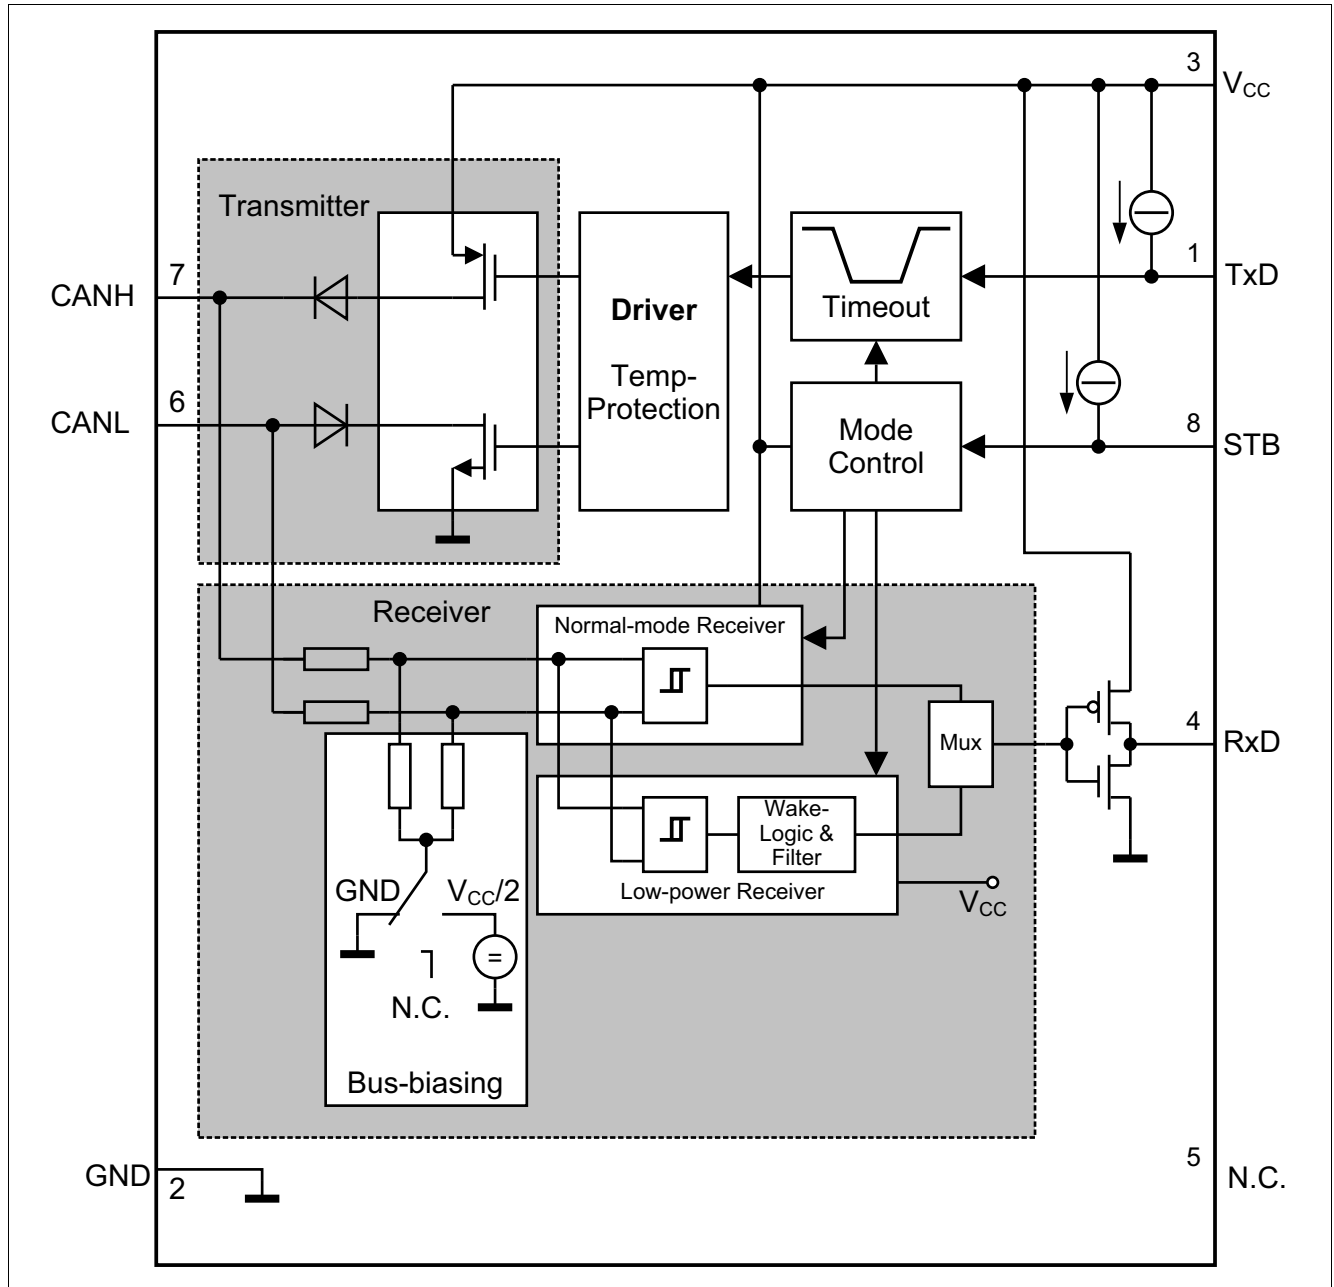 3
VCC
Transmitter
7
CANH
1
TxD
Driver
Timeout
Temp-
Protection
6
CANL
Mode
Control
8
STB
Receiver
Normal-mode Receiver
Mux
4
RxD
Wake-
Logic &
Filter
Low-power Receiver
VCC
GND
VCC/2
=
N.C.
Bus-biasing
GND
2
5
N.C.